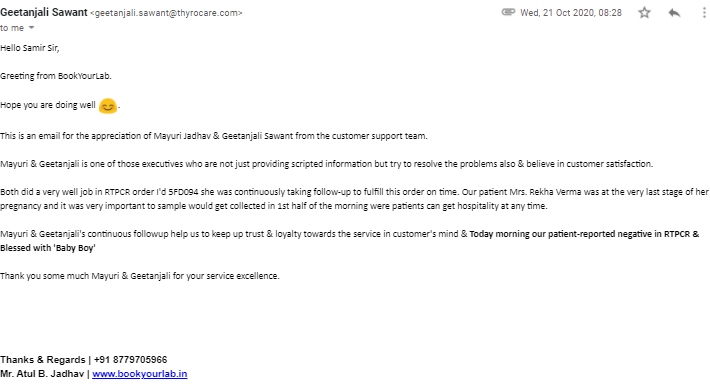 Geetanjali Sawant <geetanjali.sawant@thyrocare.com> Wed, 21 Oct 2020, 08:28
to me
Hello Samir Sir,
Greeting from BookYourLab.
Hope you are doing well 😊.
This is an email for the appreciation of Mayuri Jadhav & Geetanjali Sawant from the customer support team.
Mayuri & Geetanjali is one of those executives who are not just providing scripted information but try to resolve the problems also & believe in customer satisfaction.
Both did a very well job in RTPCR order I'd 5FD094 she was continuously taking follow-up to fulfill this order on time. Our patient Mrs. Rekha Verma was at the very last stage of her
pregnancy and it was very important to sample would get collected in 1st half of the morning were patients can get hospitality at any time.
Mayuri & Geetanjali's continuous followup help us to keep up trust & loyalty towards the service in customer's mind & Today morning our patient-reported negative in RTPCR &
Blessed with 'Baby Boy'
Thank you some much Mayuri & Geetanjali for your service excellence.
Thanks & Regards | +91 8779705966
Mr. Atul B. Jadhav | www.bookyourlab.in